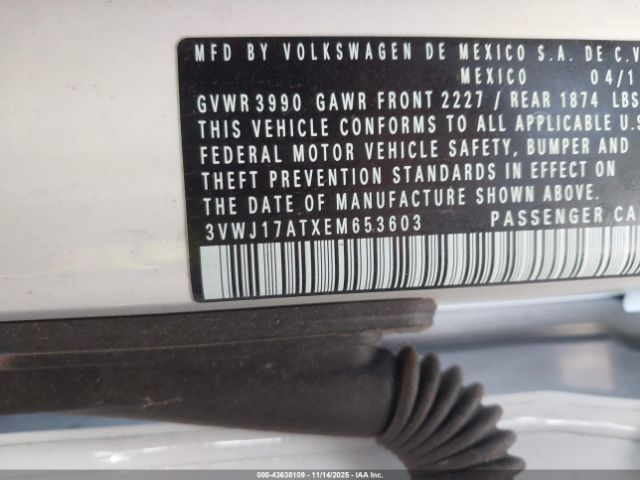 MFD BY VOLKSWAGEN DE MEXICO S.A. DE C.V
MEXICO 04/1
GVWR 3990 GAWR FRONT 2227 / REAR 1874 LBS
THIS VEHICLE CONFORMS TO ALL APPLICABLE U.S
FEDERAL MOTOR VEHICLE SAFETY, BUMPER AND
THEFT PREVENTION STANDARDS IN EFFECT ON
THE DATE OF MANUFACTURE SHOWN ABOVE.
3VWJ17ATXEM653603 PASSENGER CA
000-43638109 - 11/14/2025 - IAAI.COM